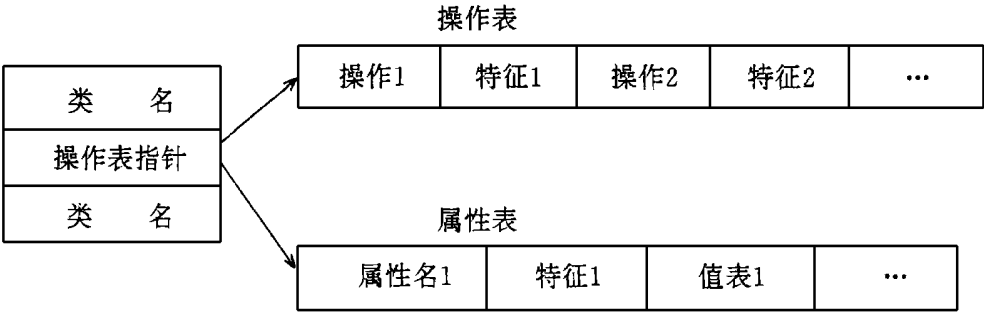 操作表
操作1 特征1 操作2 特征2 …
类 名
操作表指针
类 名
属性表
属性名1 特征1 值表1 …